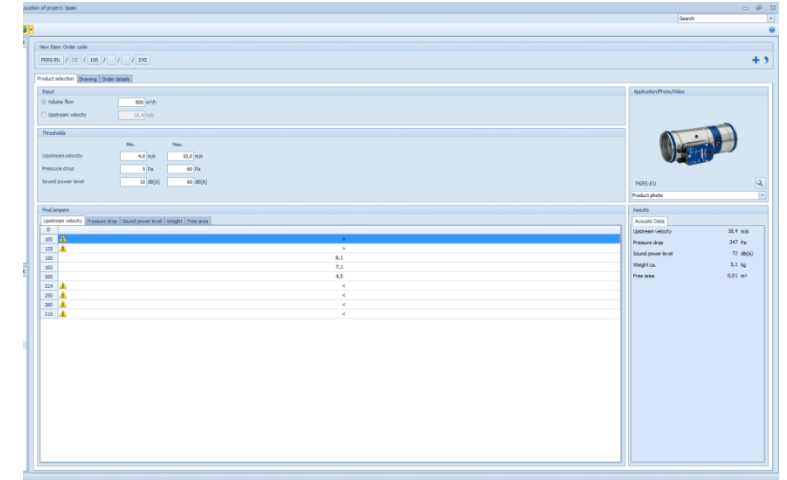 location of project: Spain
Search
New Item: Order code
FKRS-EU / DE / 100 / / / Z43
Product selection Drawing Order details
Input
Volume flow 500 m³/h
Upstream velocity 18,4 m/s
Thresholds
Min. Max.
Upstream velocity 4,0 m/s 10,0 m/s
Pressure drop 5 Pa 60 Pa
Sound power level 10 dB(A) 60 dB(A)
Application/Photo/Video
FKRS-EU
Product photo
FireDampers
Upstream velocity Pressure drop Sound power level Weight Free area
D
100 >
125 >
150 8,1
160 7,1
200 4,5
224 <
250 <
280 <
315 <
Results
Acoustic Data
Upstream velocity 18,4 m/s
Pressure drop 347 Pa
Sound power level 72 dB(A)
Weight ca. 3,1 kg
Free area 0,01 m²